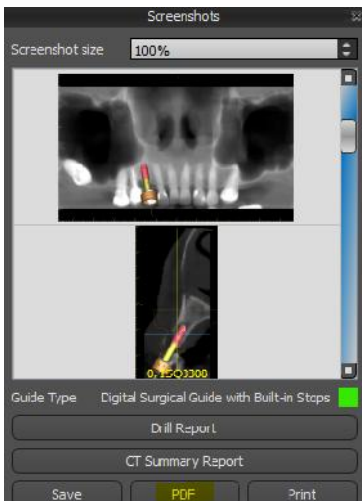 Screenshots
Screenshot size 100%
Guide Type Digital Surgical Guide with Built-in Stops
Drill Report
CT Summary Report
Save PDF Print